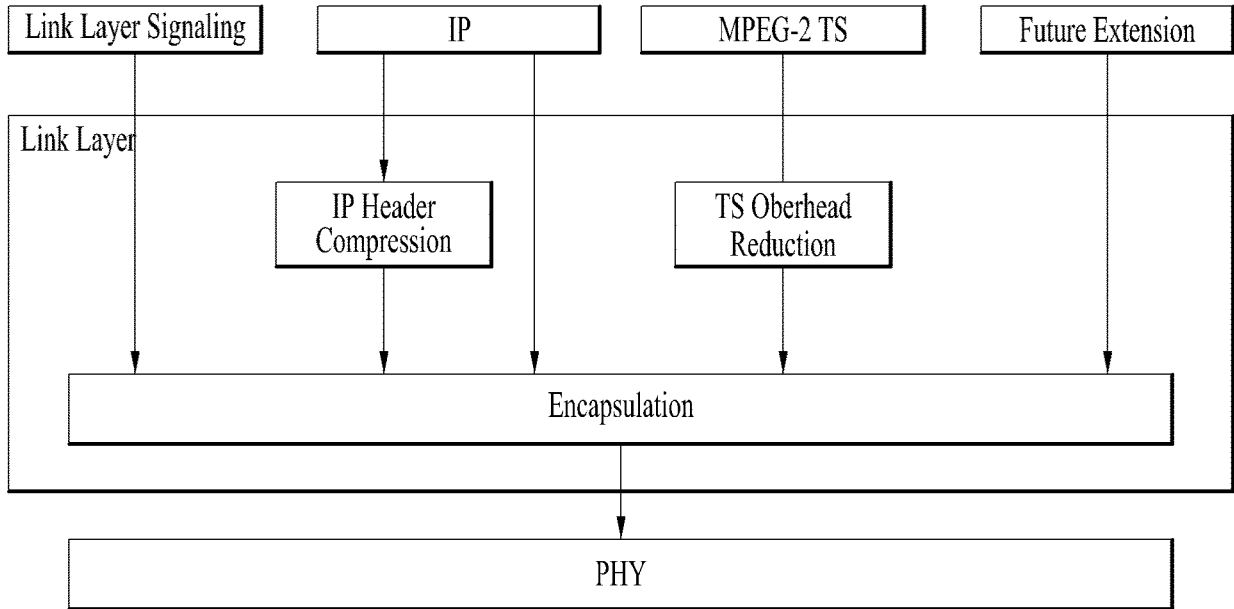 Link Layer Signaling
IP
MPEG-2 TS
Future Extension
Link Layer
IP Header
Compression
TS Oberhead
Reduction
Encapsulation
PHY